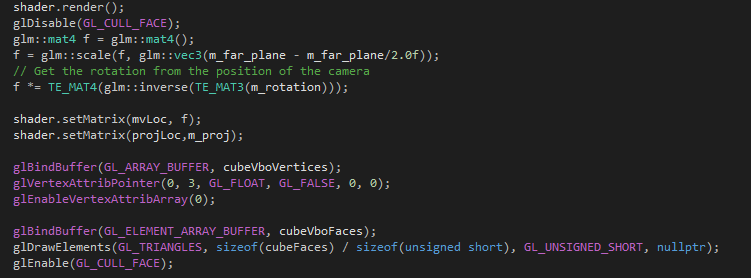 shader.render();
glDisable(GL_CULL_FACE);
glm::mat4 f = glm::mat4();
f = glm::scale(f, glm::vec3(m_far_plane - m_far_plane/2.0f));
// Get the rotation from the position of the camera
f *= TE_MAT4(glm::inverse(TE_MAT3(m_rotation)));
shader.setMatrix(mvLoc, f);
shader.setMatrix(projLoc,m_proj);
glBindBuffer(GL_ARRAY_BUFFER, cubeVboVertices);
glVertexAttribPointer(0, 3, GL_FLOAT, GL_FALSE, 0, 0);
glEnableVertexAttribArray(0);
glBindBuffer(GL_ELEMENT_ARRAY_BUFFER, cubeVboFaces);
glDrawElements(GL_TRIANGLES, sizeof(cubeFaces) / sizeof(unsigned short), GL_UNSIGNED_SHORT, nullptr);
glEnable(GL_CULL_FACE);